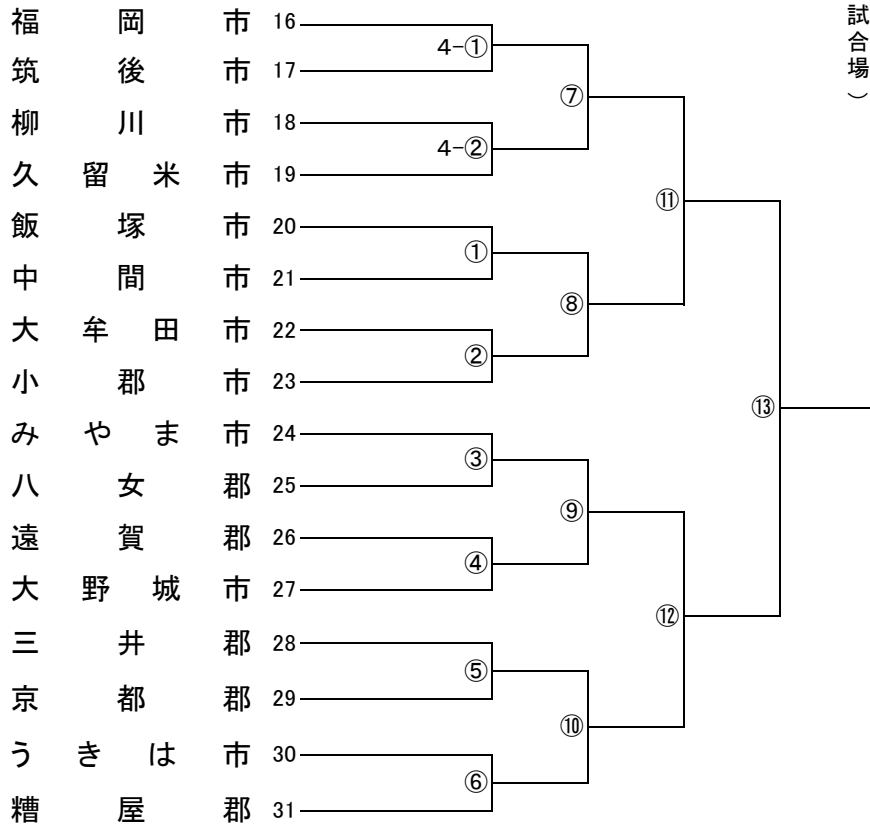 福岡市 16
筑後市 17
柳川市 18
久留米市 19
飯塚市 20
中間市 21
大牟田市 22
小郡市 23
みやま市 24
八女郡 25
遠賀郡 26
大野城市 27
三井郡 28
京都郡 29
うきは市 30
糟屋郡 31
4-①
4-②
①
②
③
④
⑤
⑥
⑦
⑧
⑨
⑩
⑪
⑫
⑬
試合場）